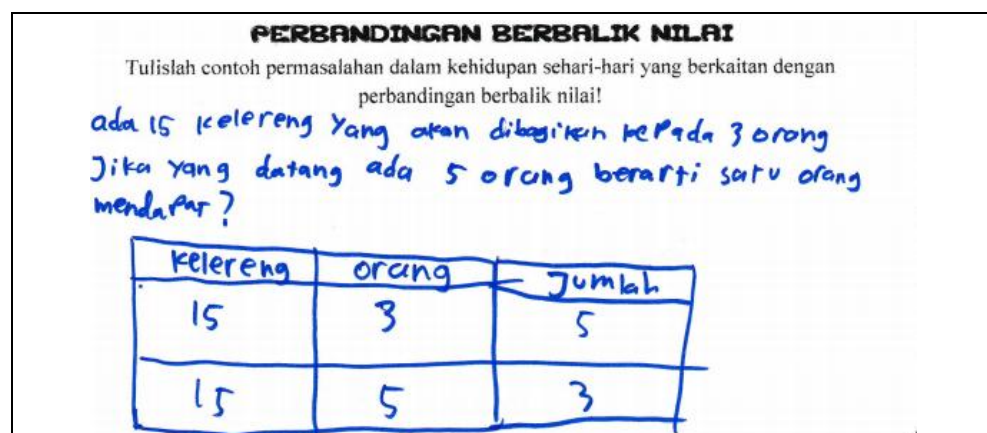 PERBANDINGAN BERBALIK NILAI
Tulislah contoh permasalahan dalam kehidupan sehari-hari yang berkaitan dengan
perbandingan berbalik nilai!
ada 15 kelereng yang akan dibagikan kepada 3 orang
Jika yang datang ada 5 orang berarti satu orang
mendapat?
kelereng orang Jumlah
15 3 5
15 5 3